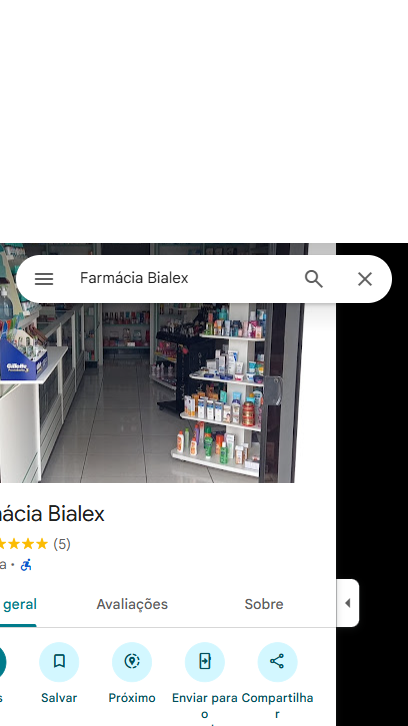 Farmácia Bialex
Gillette
mácia Bialex
(5)
a ·
geral
Avaliações
Sobre
s
Salvar
Próximo
Enviar para o
Compartilhar